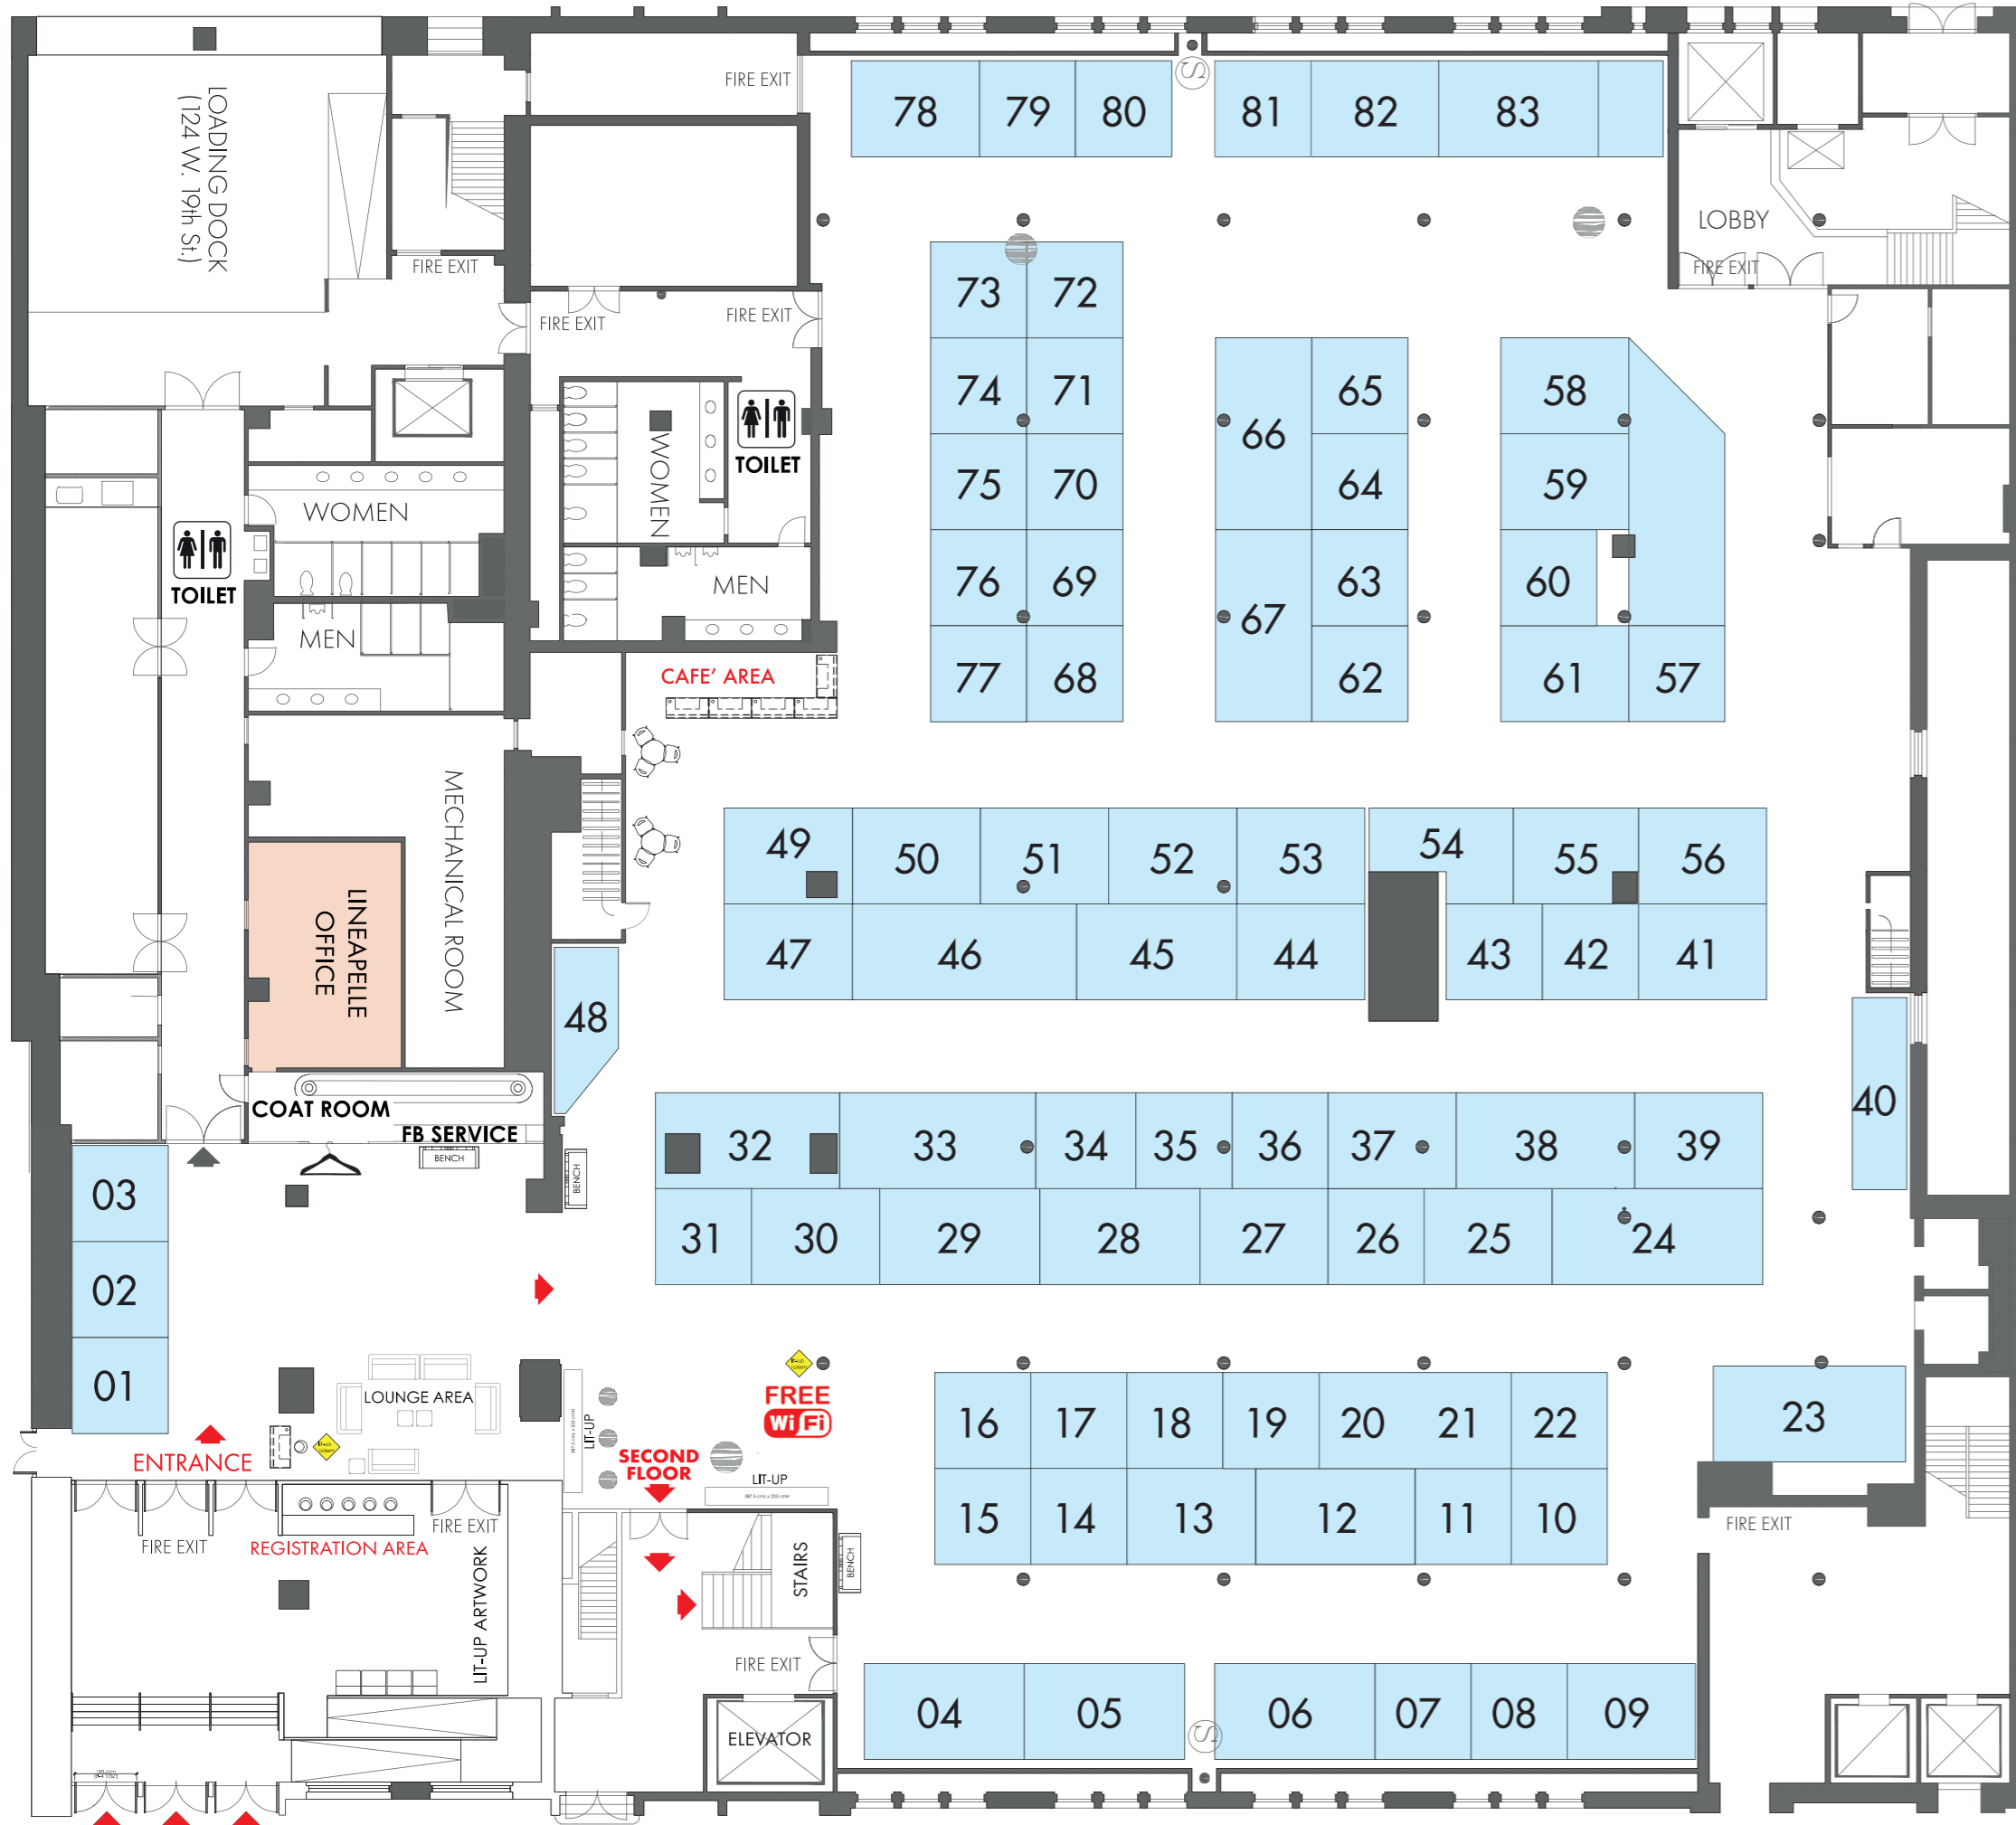 FIRE EXIT
78 79 80 81 82 83
LOADING DOCK
(124 W. 19th St.)
LOBBY
FIRE EXIT
FIRE EXIT
FIRE EXIT
FIRE EXIT
73 72
74 71 66 65 58
TOILET
WOMEN
75 70 64 59
WOMEN
TOILET
MEN
76 69 67 63 60
MEN
CAFE' AREA
77 68 62 61 57
MECHANICAL ROOM
49 50 51 52 53 54 55 56
LINEAPELLE
OFFICE
47 46 45 44 43 42 41
48
40
COAT ROOM
FB SERVICE
BENCH
BENCH
32 33 34 35 36 37 38 39
03
31 30 29 28 27 26 25 24
02
01
LOUNGE AREA
lit-up
totem
FREE
Wi Fi
LIT-UP
16 17 18 19 20 21 22
23
ENTRANCE
lit-up
totem
SECOND
FLOOR
LIT-UP
FIRE EXIT
REGISTRATION AREA
FIRE EXIT
15 14 13 12 11 10
FIRE EXIT
BENCH
STAIRS
LIT-UP ARTWORK
FIRE EXIT
04 05 06 07 08 09
ELEVATOR
S
S